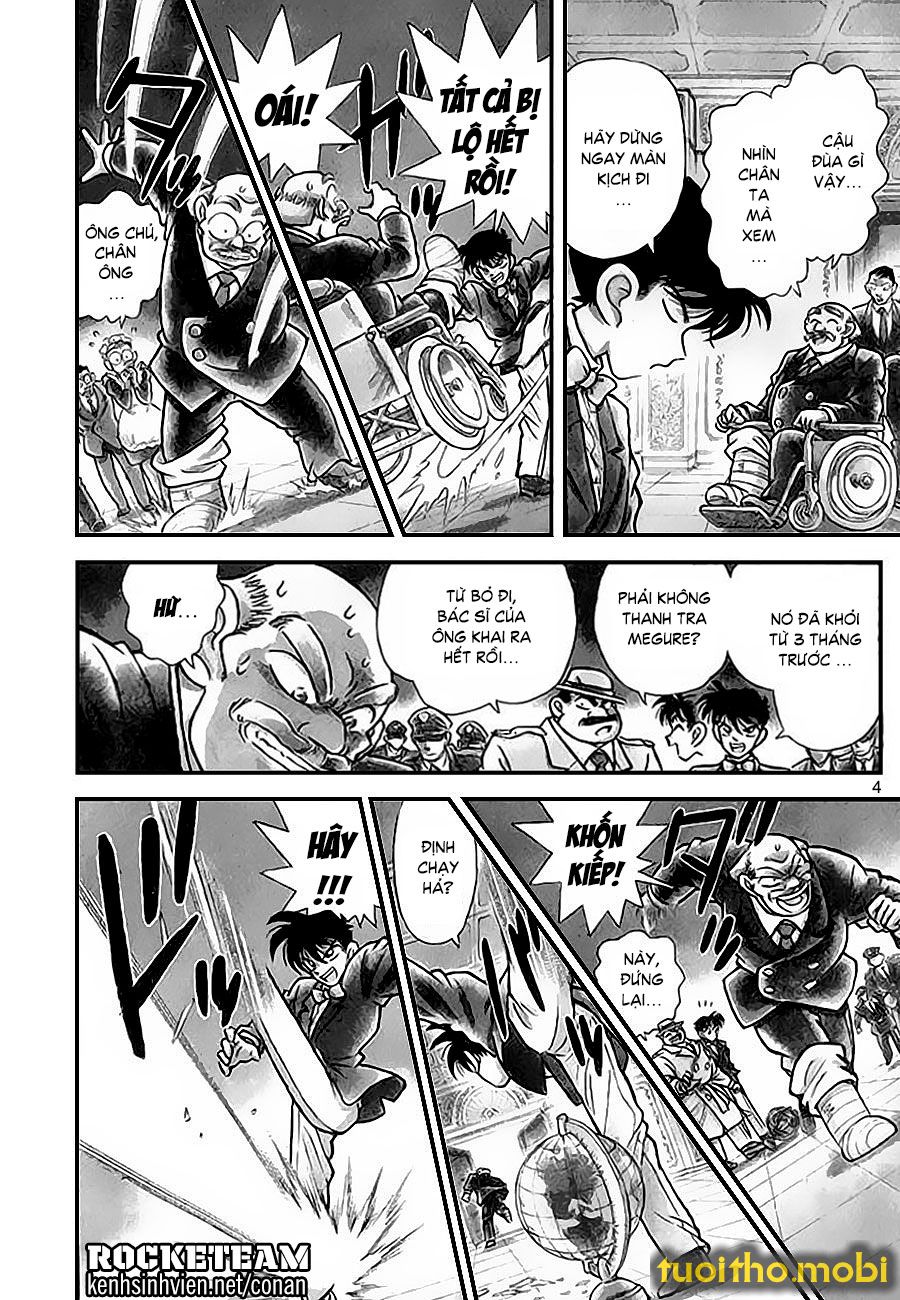 CẬU
ĐÙA GÌ
VẬY...
NHÌN
CHÂN
TA
MÀ
XEM
...
HÃY DỪNG
NGAY MÀN
KỊCH ĐI
...
TẤT CẢ BỊ
LỘ HẾT
RỒI!
OÁI!
ÔNG CHỦ,
CHÂN
ÔNG
...
NÓ ĐÃ KHỎI
TỪ 3 THÁNG
TRƯỚC ...
PHẢI KHÔNG
THANH TRA
MEGURE?
TỪ BỎ ĐI,
BÁC SĨ CỦA
ÔNG KHAI RA
HẾT RỒI...
HỪ...
4
KHỐN
KIẾP!
NÀY,
ĐỨNG
LẠI...
ĐỊNH
CHẠY
HẢ?
HÂY
!!!
ROCKETEAM
kenhsinhvien.net/conan
tuoitho.mobi